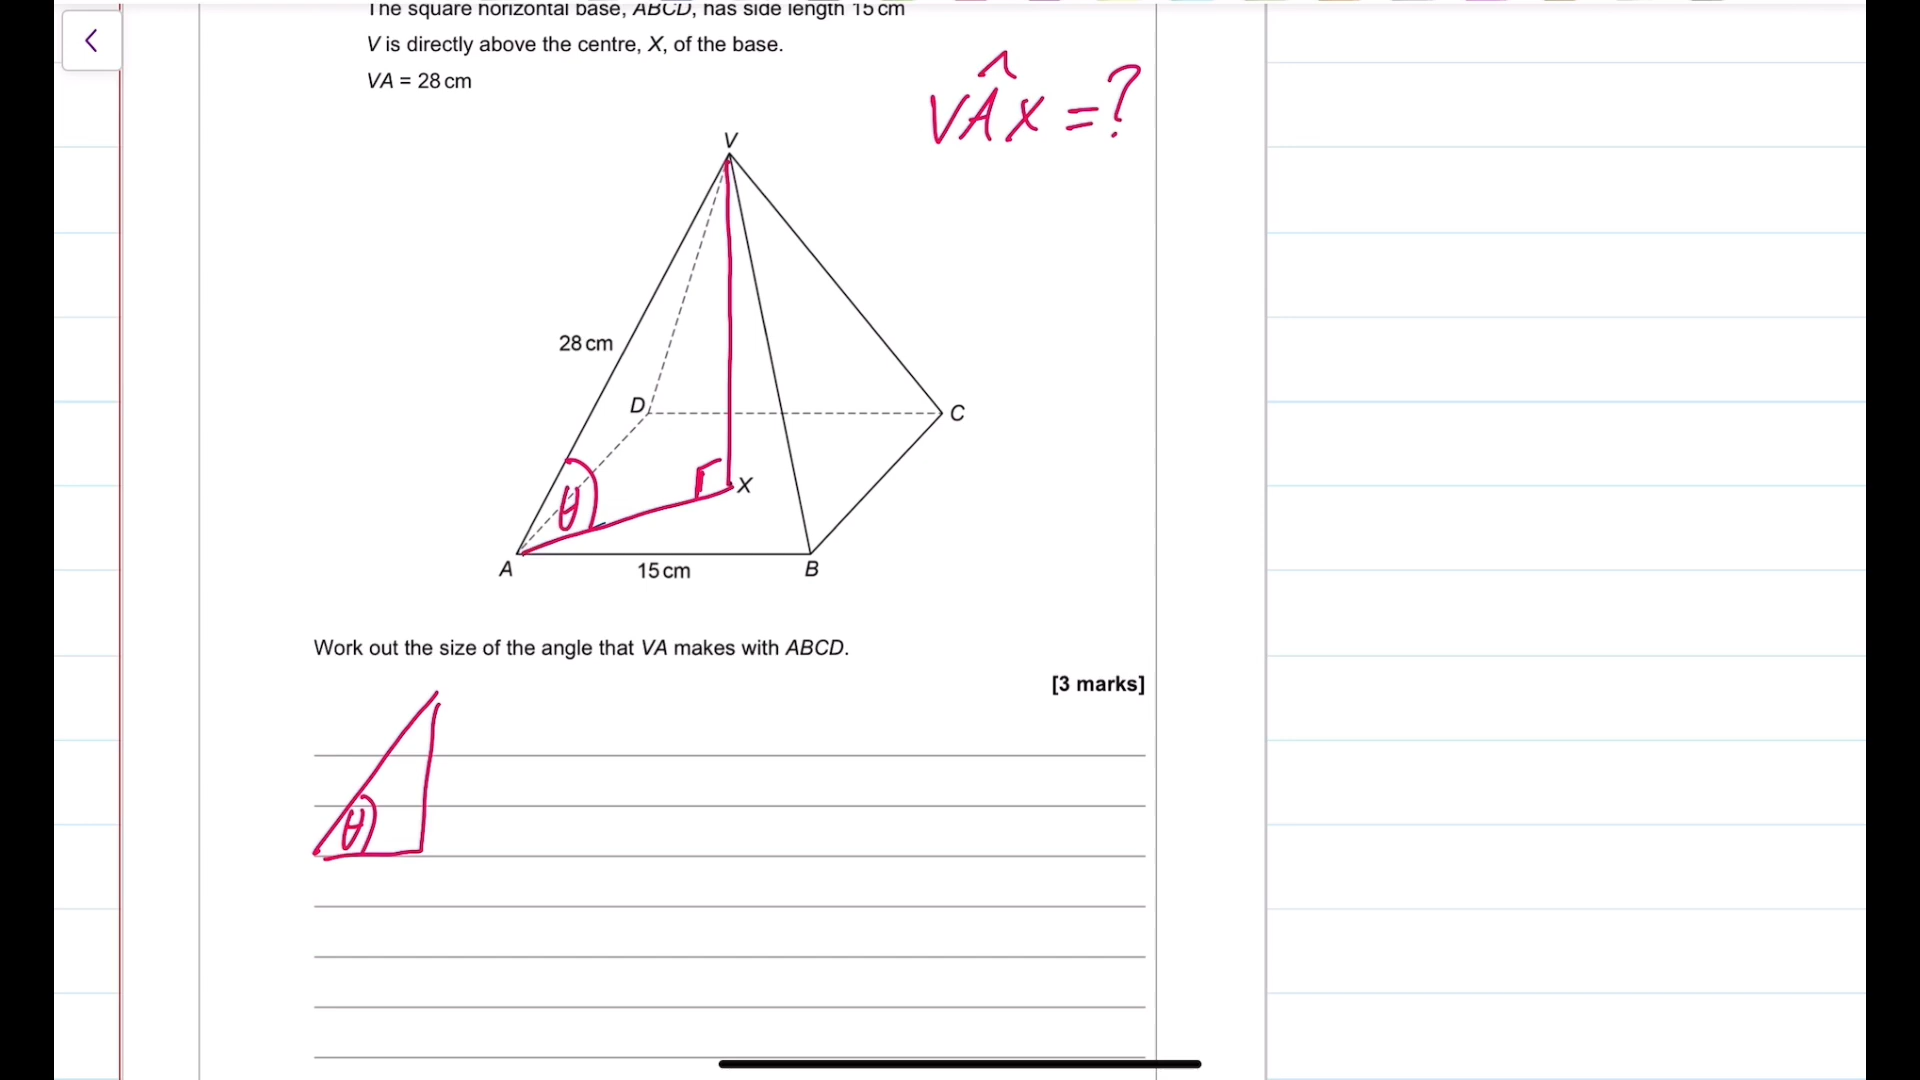 The square horizontal base, ABCD, has side length 15 cm
V is directly above the centre, X, of the base.
VA = 28 cm
VÂX = ?
V
28 cm
D
C
θ
X
A
15 cm
B
Work out the size of the angle that VA makes with ABCD.
[3 marks]
θ